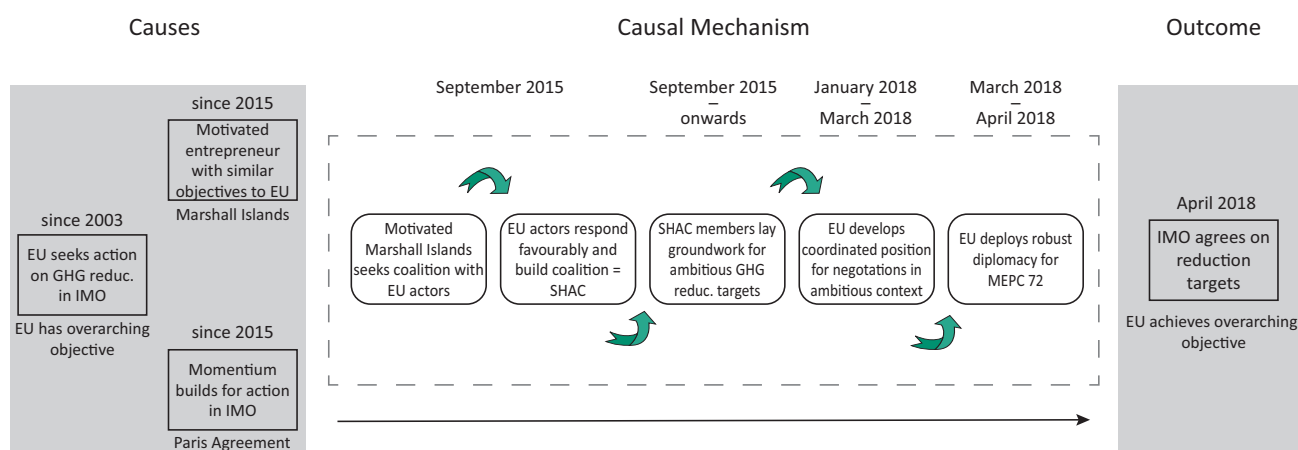 Causes
Causal Mechanism
Outcome
since 2015
Motivated
entrepreneur
with similar
objectives to EU
Marshall Islands
since 2003
EU seeks action
on GHG reduc.
in IMO
EU has overarching
objective
since 2015
Momentum
builds for action
in IMO
Paris Agreement
September 2015
September 2015
–
onwards
January 2018
–
March 2018
March 2018
–
April 2018
Motivated
Marshall Islands
seeks coalition with
EU actors
EU actors respond
favourably and
build coalition =
SHAC
SHAC members lay
groundwork for
ambitious GHG
reduc. targets
EU develops
coordinated position
for negotations in
ambitious context
EU deploys robust
diplomacy for
MEPC 72
April 2018
IMO agrees on
reduction
targets
EU achieves overarching
objective